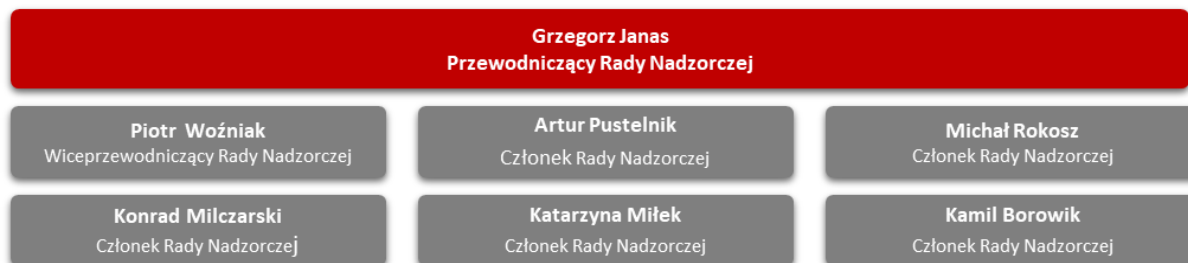 Grzegorz Janas
Przewodniczący Rady Nadzorczej
Piotr Woźniak
Wiceprzewodniczący Rady Nadzorczej
Artur Pustelnik
Członek Rady Nadzorczej
Michał Rokosz
Członek Rady Nadzorczej
Konrad Milczarski
Członek Rady Nadzorczej
Katarzyna Miłek
Członek Rady Nadzorczej
Kamil Borowik
Członek Rady Nadzorczej